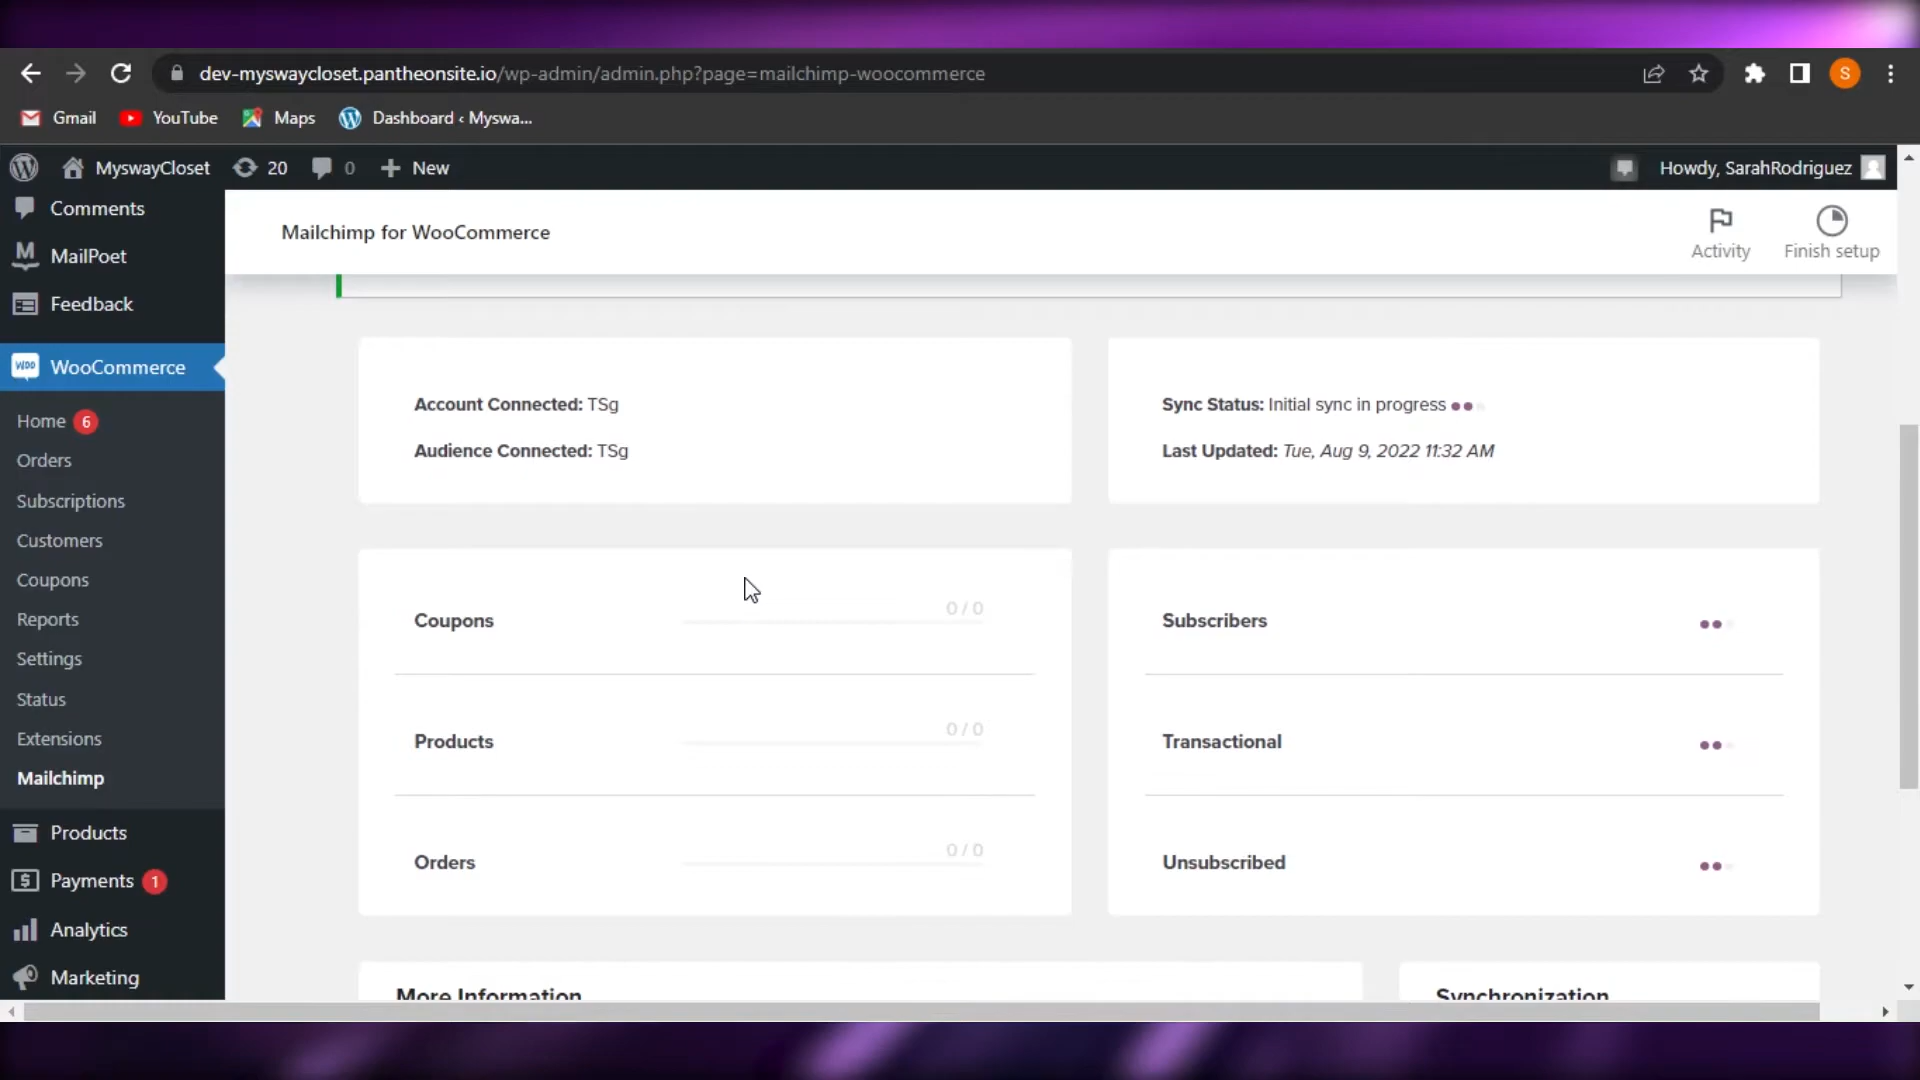 dev-myswaycloset.pantheonsite.io/wp-admin/admin.php?page=mailchimp-woocommerce
S
Gmail
YouTube
Maps
Dashboard ‹ Myswa...
MyswayCloset
20
0
New
Howdy, SarahRodriguez
Comments
MailPoet
Feedback
WooCommerce
Home 6
Orders
Subscriptions
Customers
Coupons
Reports
Settings
Status
Extensions
Mailchimp
Products
Payments 1
Analytics
Marketing
Mailchimp for WooCommerce
Activity
Finish setup
Account Connected: TSg
Audience Connected: TSg
Sync Status: Initial sync in progress
Last Updated: Tue, Aug 9, 2022 11:32 AM
Coupons
0 / 0
Products
0 / 0
Orders
0 / 0
Subscribers
Transactional
Unsubscribed
More Information
Synchronization